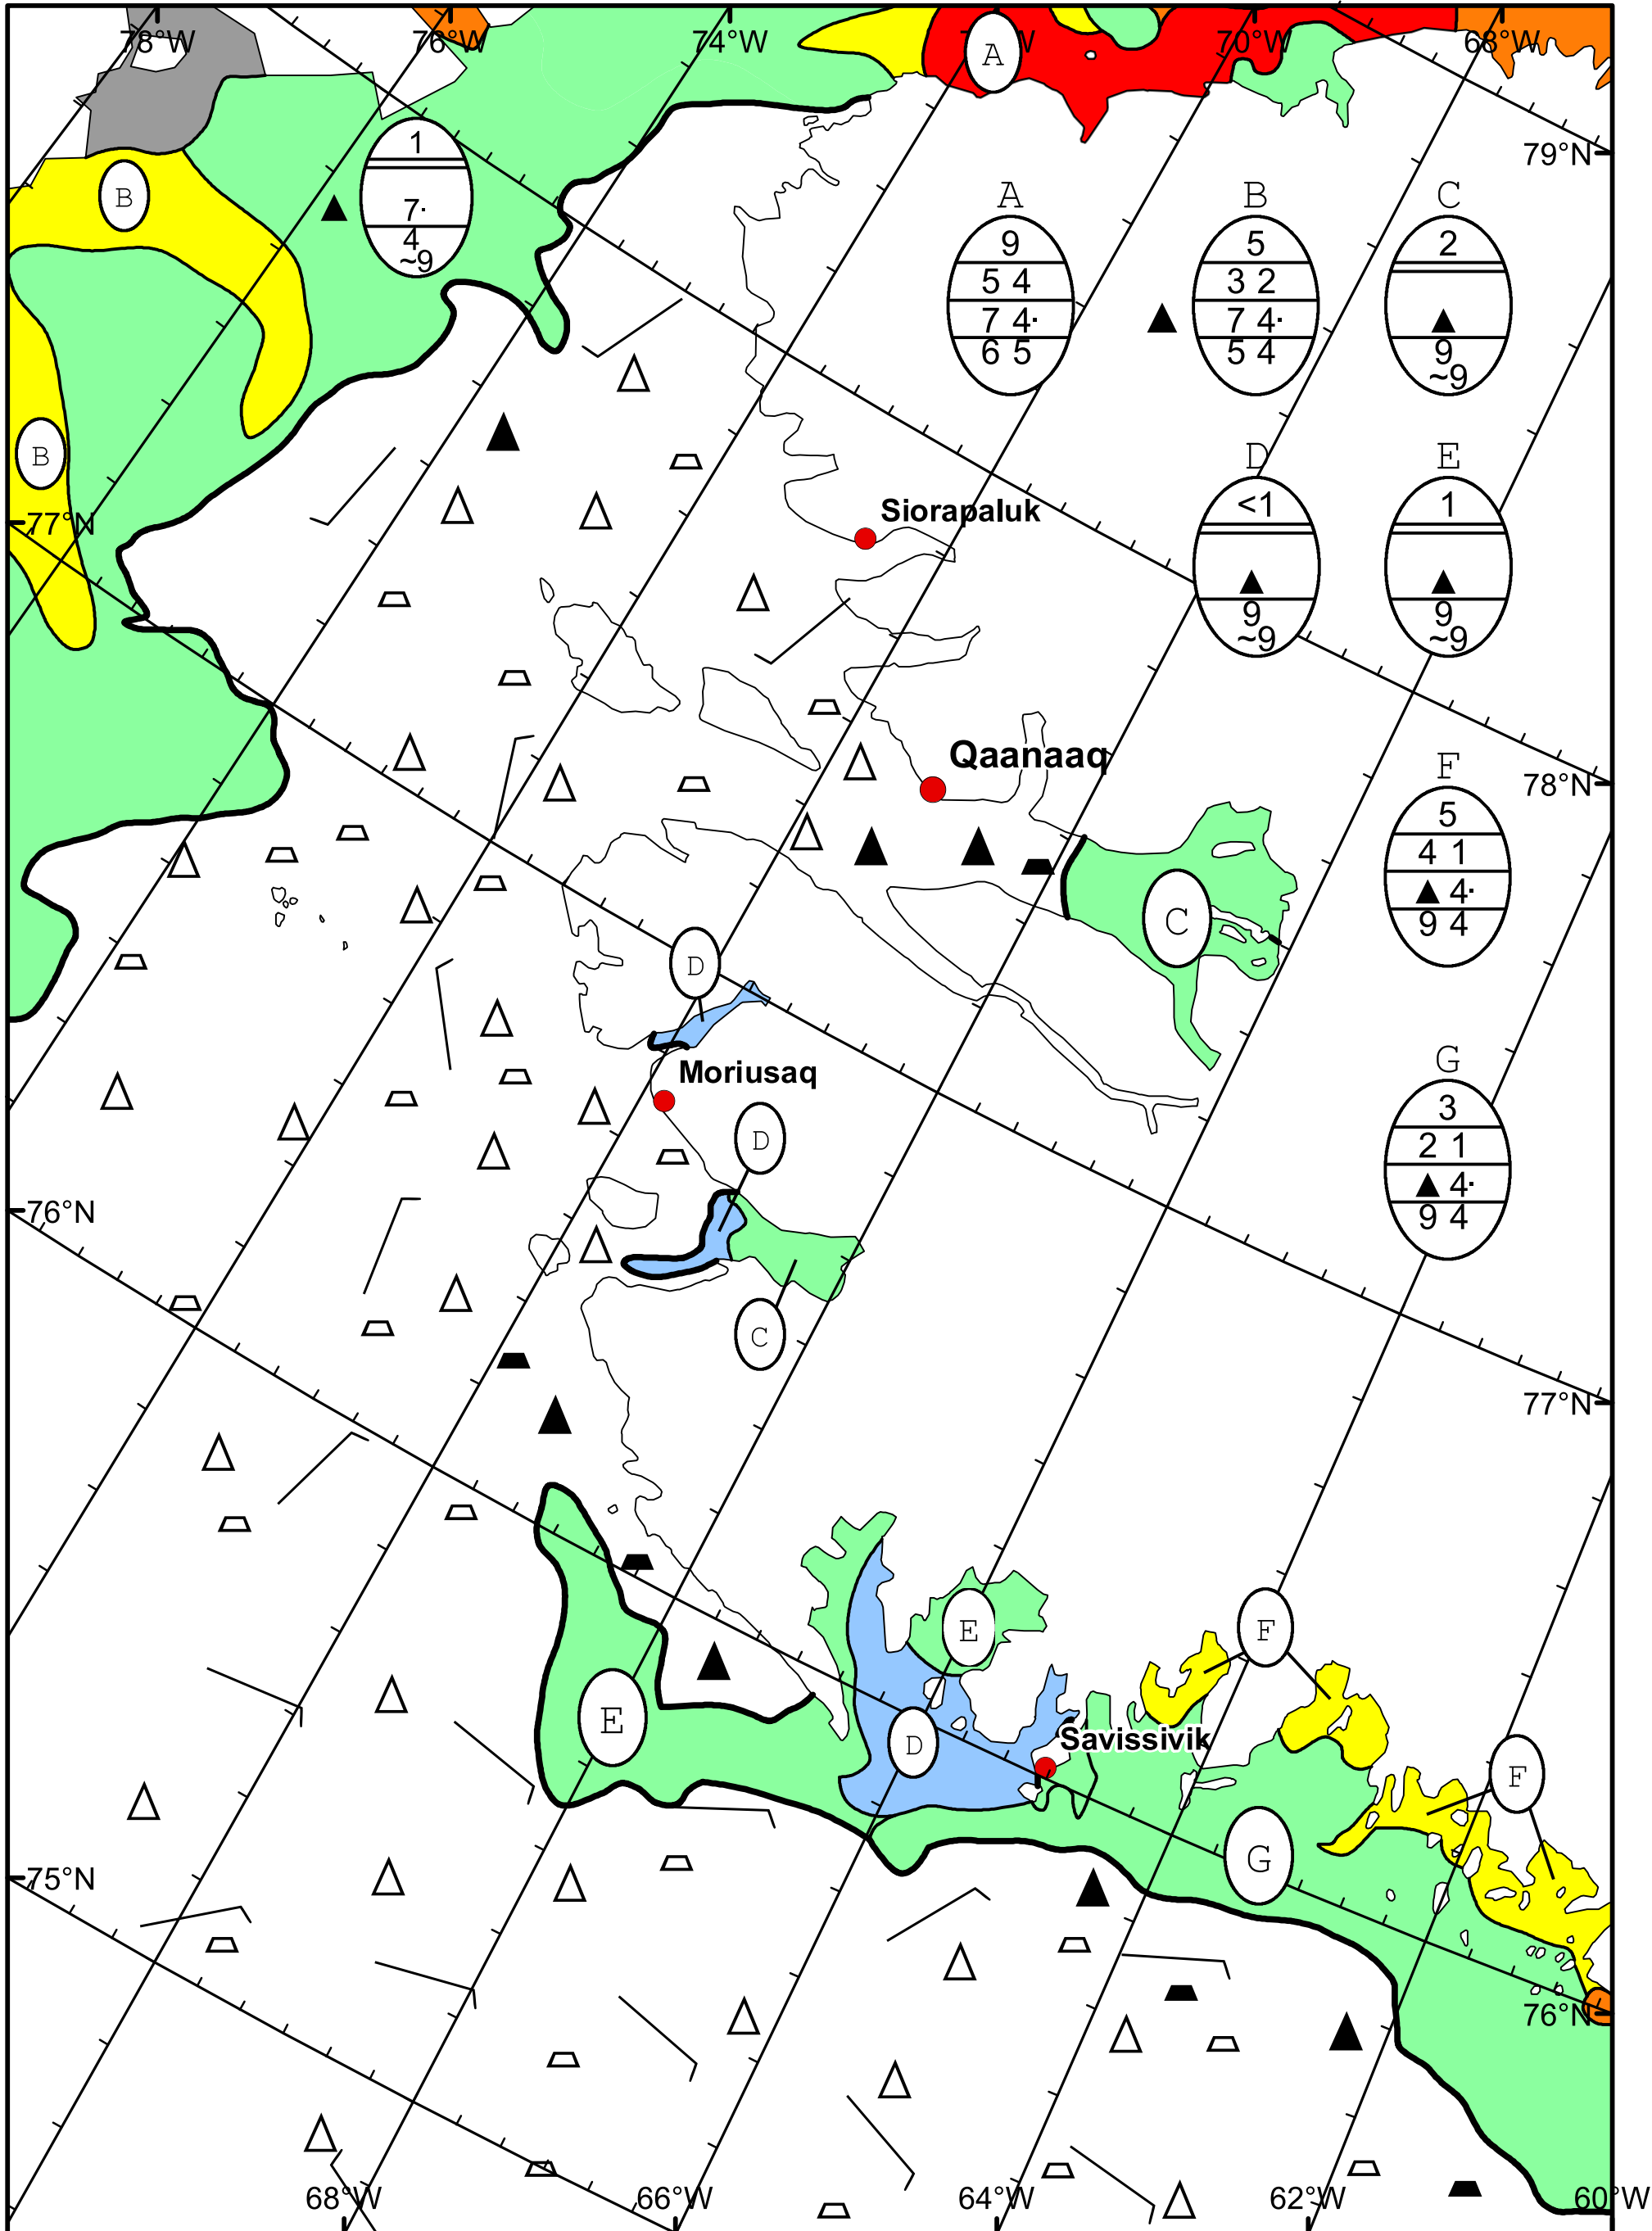 78°W
76°W
74°W
A
70°W
68°W
79°N
1
7·
4
~9
B
A
9
5 4
7 4·
6 5
B
5
3 2
7 4·
5 4
C
2
9
~9
B
77°N
Siorapaluk
D
<1
9
~9
E
1
9
~9
Qaanaaq
78°N
F
5
4 1
4·
9 4
C
D
Moriusaq
D
G
3
2 1
4·
9 4
76°N
C
77°N
E
F
E
D
Savissivik
F
G
75°N
76°N
68°W
66°W
64°W
62°W
60°W